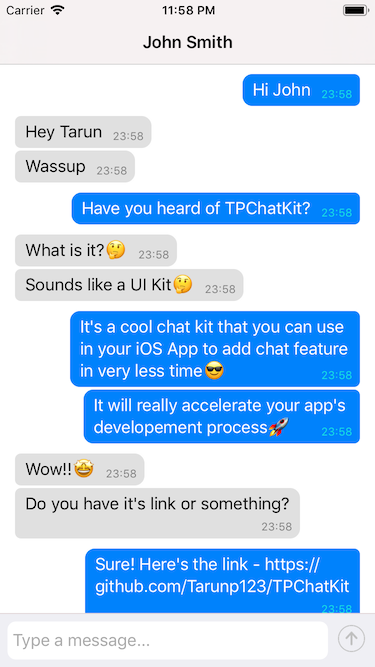 Carrier 11:58 PM
John Smith
Hi John 23:58
Hey Tarun 23:58
Wassup 23:58
Have you heard of TPChatKit? 23:58
What is it?🤔 23:58
Sounds like a UI Kit🤔 23:58
It's a cool chat kit that you can use
in your iOS App to add chat feature
in very less time😎 23:58
It will really accelerate your app's
developement process🚀 23:58
Wow!!🤩 23:58
Do you have it's link or something?
23:58
Sure! Here's the link - https://
github.com/Tarunp123/TPChatKit
23:58
Type a message...